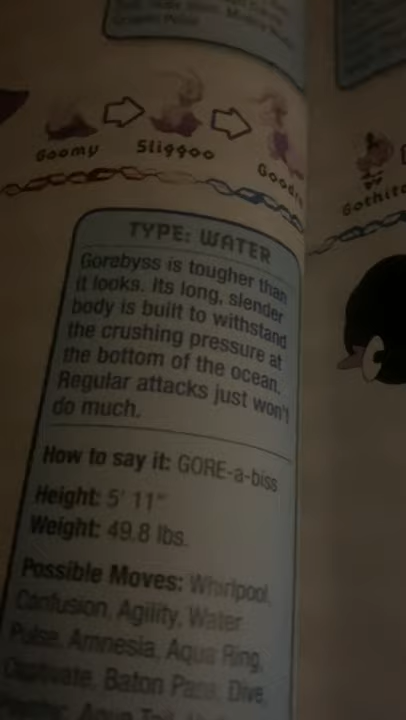 Goomy
Sliggoo
TYPE: WATER
Gorebyss is tougher than
it looks. Its long, slender
body is built to withstand
the crushing pressure at
the bottom of the ocean.
Regular attacks just won't
do much.
How to say it: GORE-a-biss
Height: 5' 11"
Weight: 49.8 lbs.
Possible Moves: Whirlpool,
Confusion, Agility, Water
Pulse, Amnesia, Aqua Ring,
Captivate, Baton Pass, Dive,
Aqua Tail,